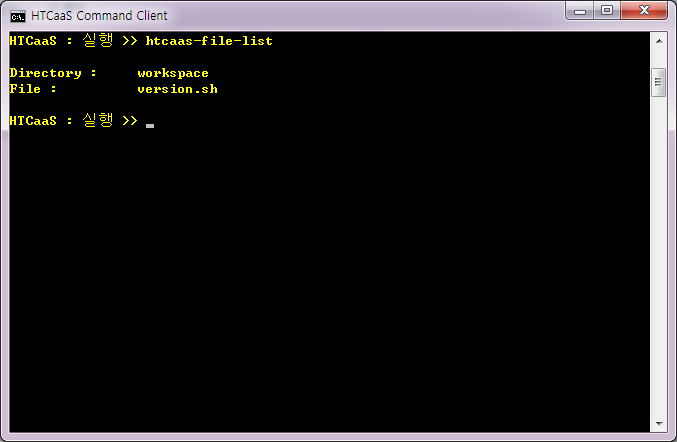 HTCaaS Command Client
HTCaaS : 실행 >> htcaas-file-list
Directory : workspace
File : version.sh
HTCaaS : 실행 >> _